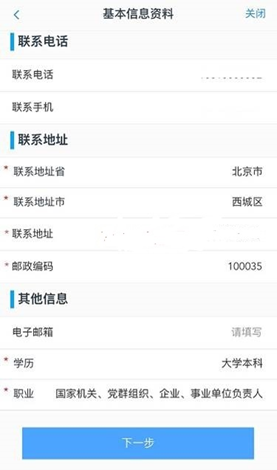 基本信息资料 关闭
联系电话
联系电话
联系手机
联系地址
*联系地址省 北京市
*联系地址市 西城区
*联系地址
*邮政编码 100035
其他信息
电子邮箱 请填写
*学历 大学本科
*职业 国家机关、党群组织、企业、事业单位负责人
下一步